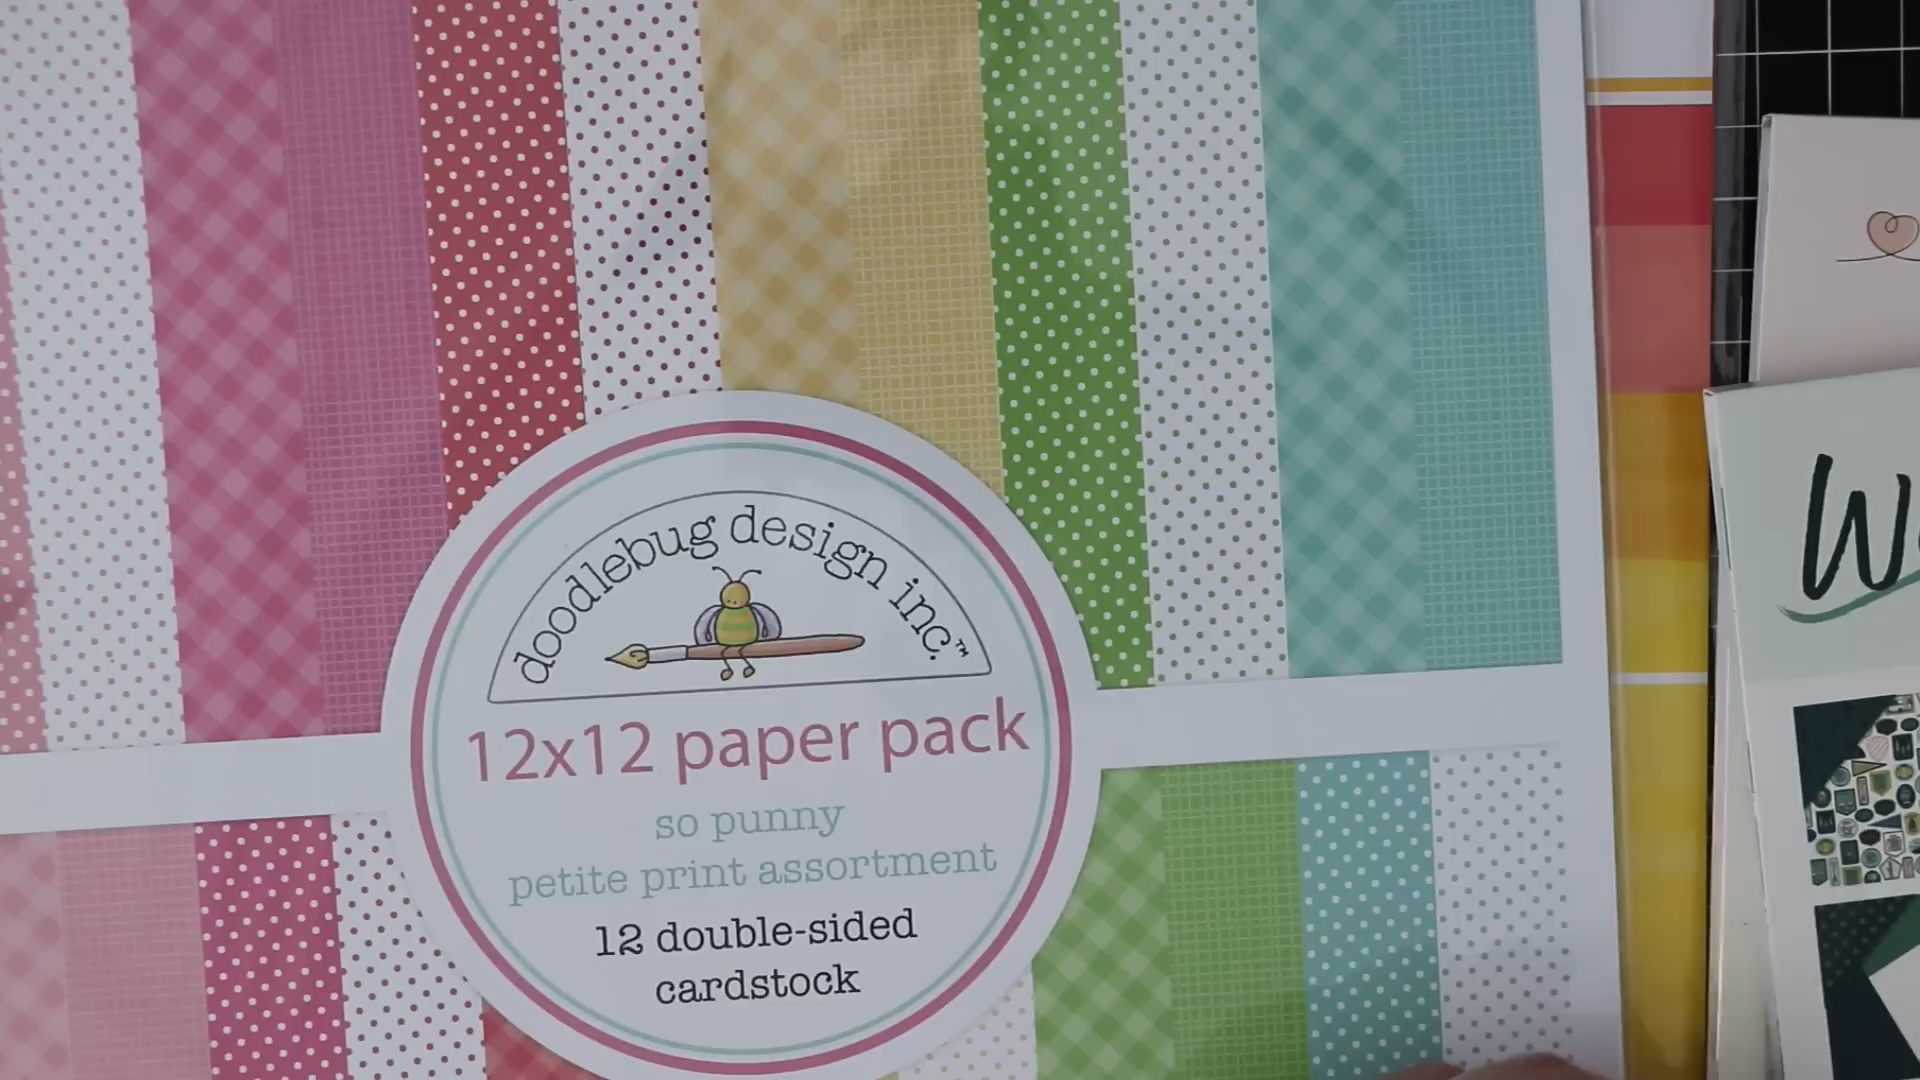 doodlebug design inc.™
12x12 paper pack
so punny
petite print assortment
12 double-sided
cardstock